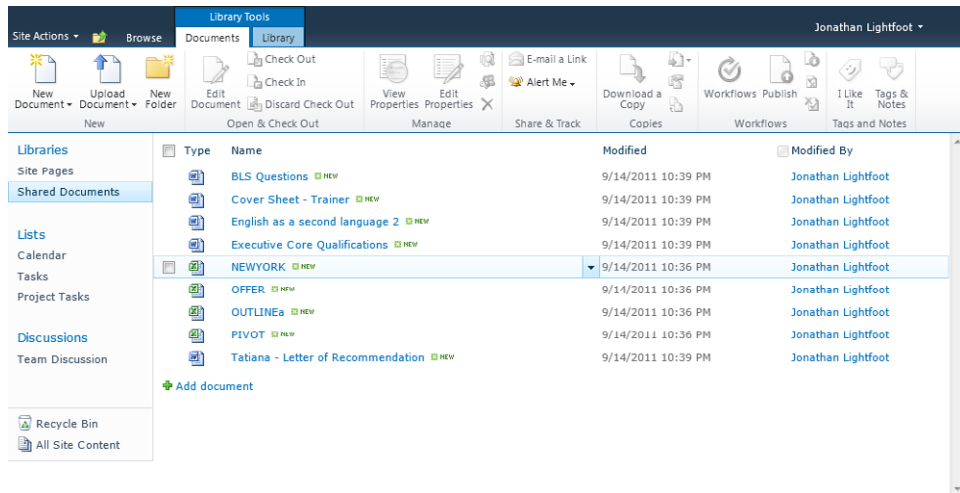 Library Tools
Jonathan Lightfoot
Site Actions Browse Documents Library
Check Out E-mail a Link
New Document Upload Document New Folder Edit Document Check In View Properties Edit Properties Alert Me Download a Copy Workflows Publish I Like It Tags & Notes
Discard Check Out
New Open & Check Out Manage Share & Track Copies Workflows Tags and Notes
Libraries
Site Pages
Shared Documents
Lists
Calendar
Tasks
Project Tasks
Discussions
Team Discussion
Recycle Bin
All Site Content
Type Name Modified Modified By
BLS Questions NEW 9/14/2011 10:39 PM Jonathan Lightfoot
Cover Sheet - Trainer NEW 9/14/2011 10:39 PM Jonathan Lightfoot
English as a second language 2 NEW 9/14/2011 10:39 PM Jonathan Lightfoot
Executive Core Qualifications NEW 9/14/2011 10:39 PM Jonathan Lightfoot
NEWYORK NEW 9/14/2011 10:36 PM Jonathan Lightfoot
OFFER NEW 9/14/2011 10:36 PM Jonathan Lightfoot
OUTLINEa NEW 9/14/2011 10:36 PM Jonathan Lightfoot
PIVOT NEW 9/14/2011 10:36 PM Jonathan Lightfoot
Tatiana - Letter of Recommendation NEW 9/14/2011 10:39 PM Jonathan Lightfoot
Add document